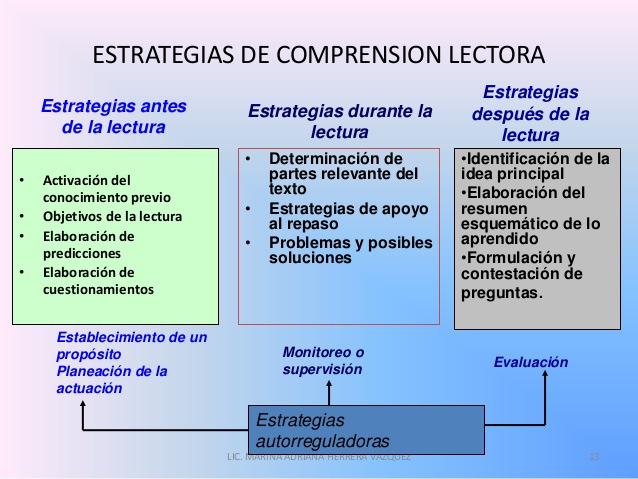 ESTRATEGIAS DE COMPRENSION LECTORA
Estrategias antes
de la lectura
• Activación del
conocimiento previo
• Objetivos de la lectura
• Elaboración de
predicciones
• Elaboración de
cuestionamientos
Establecimiento de un
propósito
Planeación de la
actuación
Estrategias durante la
lectura
• Determinación de
partes relevante del
texto
• Estrategias de apoyo
al repaso
• Problemas y posibles
soluciones
Monitoreo o
supervisión
Estrategias
después de la
lectura
•Identificación de la
idea principal
•Elaboración del
resumen
esquemático de lo
aprendido
•Formulación y
contestación de
preguntas.
Evaluación
Estrategias
autorreguladoras
LIC. MARINA ADRIANA HERRERA VAZQUEZ
13